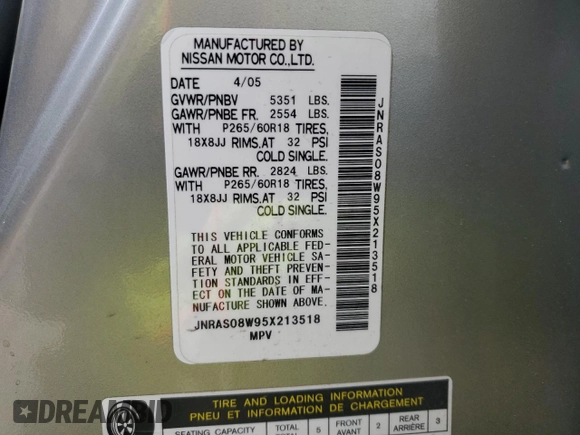 MANUFACTURED BY
NISSAN MOTOR CO.,LTD.
DATE 4/05
GVWR/PNBV 5351 LBS.
GAWR/PNBE FR. 2554 LBS.
WITH P265/60R18 TIRES,
18X8JJ RIMS,AT 32 PSI
COLD SINGLE.
GAWR/PNBE RR. 2824 LBS.
WITH P265/60R18 TIRES,
18X8JJ RIMS,AT 32 PSI
COLD SINGLE.
THIS VEHICLE CONFORMS
TO ALL APPLICABLE FED-
ERAL MOTOR VEHICLE SA-
FETY AND THEFT PREVEN-
TION STANDARDS IN EFF-
ECT ON THE DATE OF MA-
NUFACTURE SHOWN ABOVE.
JNRAS08W95X213518
MPV
JNRAS08W95X213518
TIRE AND LOADING INFORMATION
PNEU ET INFORMATION DE CHARGEMENT
SEATING CAPACITY TOTAL 5 FRONT 2 REAR 3
AVANT ARRIÈRE
DREAMBID